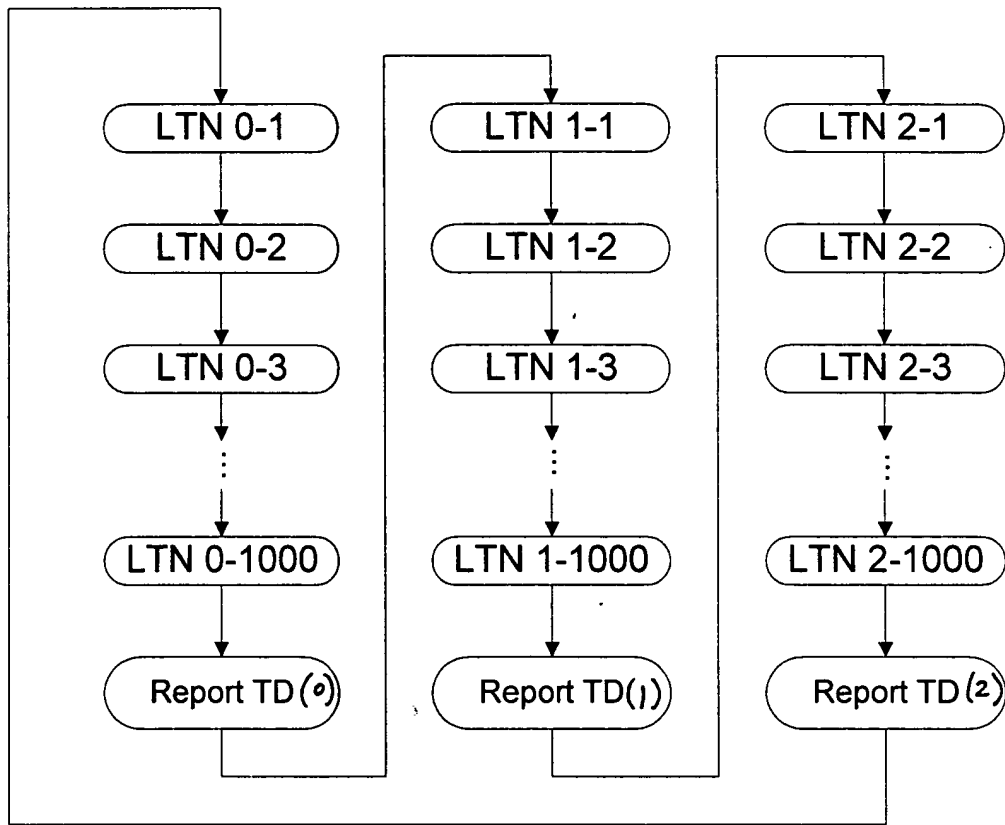 LTN 0-1
LTN 0-2
LTN 0-3
⋮
LTN 0-1000
Report TD(0)
LTN 1-1
LTN 1-2
LTN 1-3
⋮
LTN 1-1000
Report TD(1)
LTN 2-1
LTN 2-2
LTN 2-3
⋮
LTN 2-1000
Report TD(2)